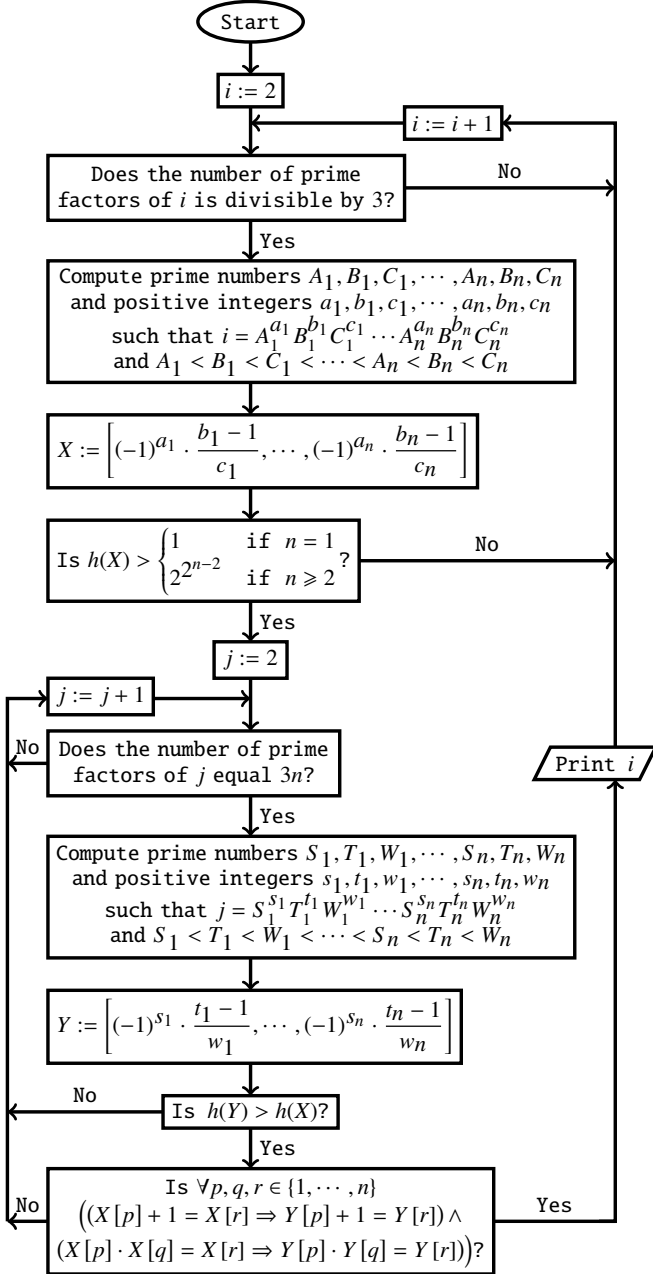 Start
i := 2
i := i + 1
Does the number of prime
factors of i is divisible by 3?
No
Yes
Compute prime numbers A₁, B₁, C₁, ⋯, Aₙ, Bₙ, Cₙ
and positive integers a₁, b₁, c₁, ⋯, aₙ, bₙ, cₙ
such that i = A₁^{a₁} B₁^{b₁} C₁^{c₁} ⋯ Aₙ^{aₙ} Bₙ^{bₙ} Cₙ^{cₙ}
and A₁ < B₁ < C₁ < ⋯ < Aₙ < Bₙ < Cₙ
X := [(-1)^{a₁} · \frac{b₁ - 1}{c₁}, ⋯, (-1)^{aₙ} · \frac{bₙ - 1}{cₙ}]
Is h(X) > { 1 if n = 1
2^{2^{n-2}} if n ⩾ 2 ?
No
Yes
j := 2
j := j + 1
No
Does the number of prime
factors of j equal 3n?
Print i
Yes
Compute prime numbers S₁, T₁, W₁, ⋯, Sₙ, Tₙ, Wₙ
and positive integers s₁, t₁, w₁, ⋯, sₙ, tₙ, wₙ
such that j = S₁^{s₁} T₁^{t₁} W₁^{w₁} ⋯ Sₙ^{sₙ} Tₙ^{tₙ} Wₙ^{wₙ}
and S₁ < T₁ < W₁ < ⋯ < Sₙ < Tₙ < Wₙ
Y := [(-1)^{s₁} · \frac{t₁ - 1}{w₁}, ⋯, (-1)^{sₙ} · \frac{tₙ - 1}{wₙ}]
No
Is h(Y) > h(X)?
Yes
No
Is ∀p, q, r ∈ {1, ⋯, n}
((X[p] + 1 = X[r] ⇒ Y[p] + 1 = Y[r]) ∧
(X[p] · X[q] = X[r] ⇒ Y[p] · Y[q] = Y[r]))?
Yes